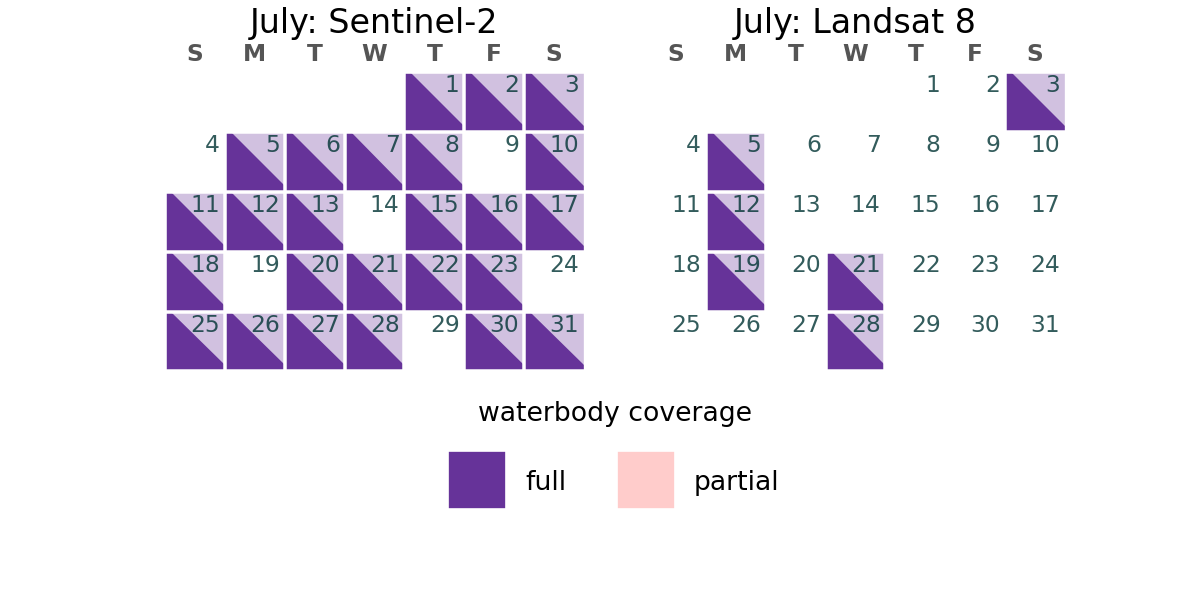 July: Sentinel-2
S M T W T F S
1 2 3
4 5 6 7 8 9 10
11 12 13 14 15 16 17
18 19 20 21 22 23 24
25 26 27 28 29 30 31
July: Landsat 8
S M T W T F S
1 2 3
4 5 6 7 8 9 10
11 12 13 14 15 16 17
18 19 20 21 22 23 24
25 26 27 28 29 30 31
waterbody coverage
full partial